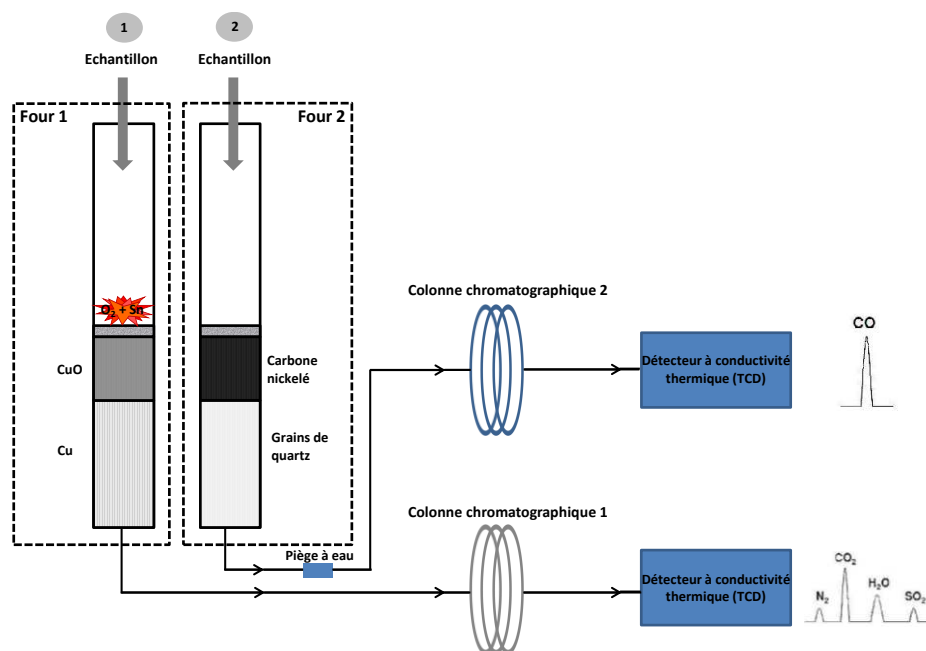 1
2
Echantillon
Echantillon
Four 1
Four 2
O₂ + Sn
CuO
Cu
Carbone
nickelé
Grains de
quartz
Piège à eau
Colonne chromatographique 2
Détecteur à conductivité
thermique (TCD)
CO
Colonne chromatographique 1
Détecteur à conductivité
thermique (TCD)
N₂
CO₂
H₂O
SO₂